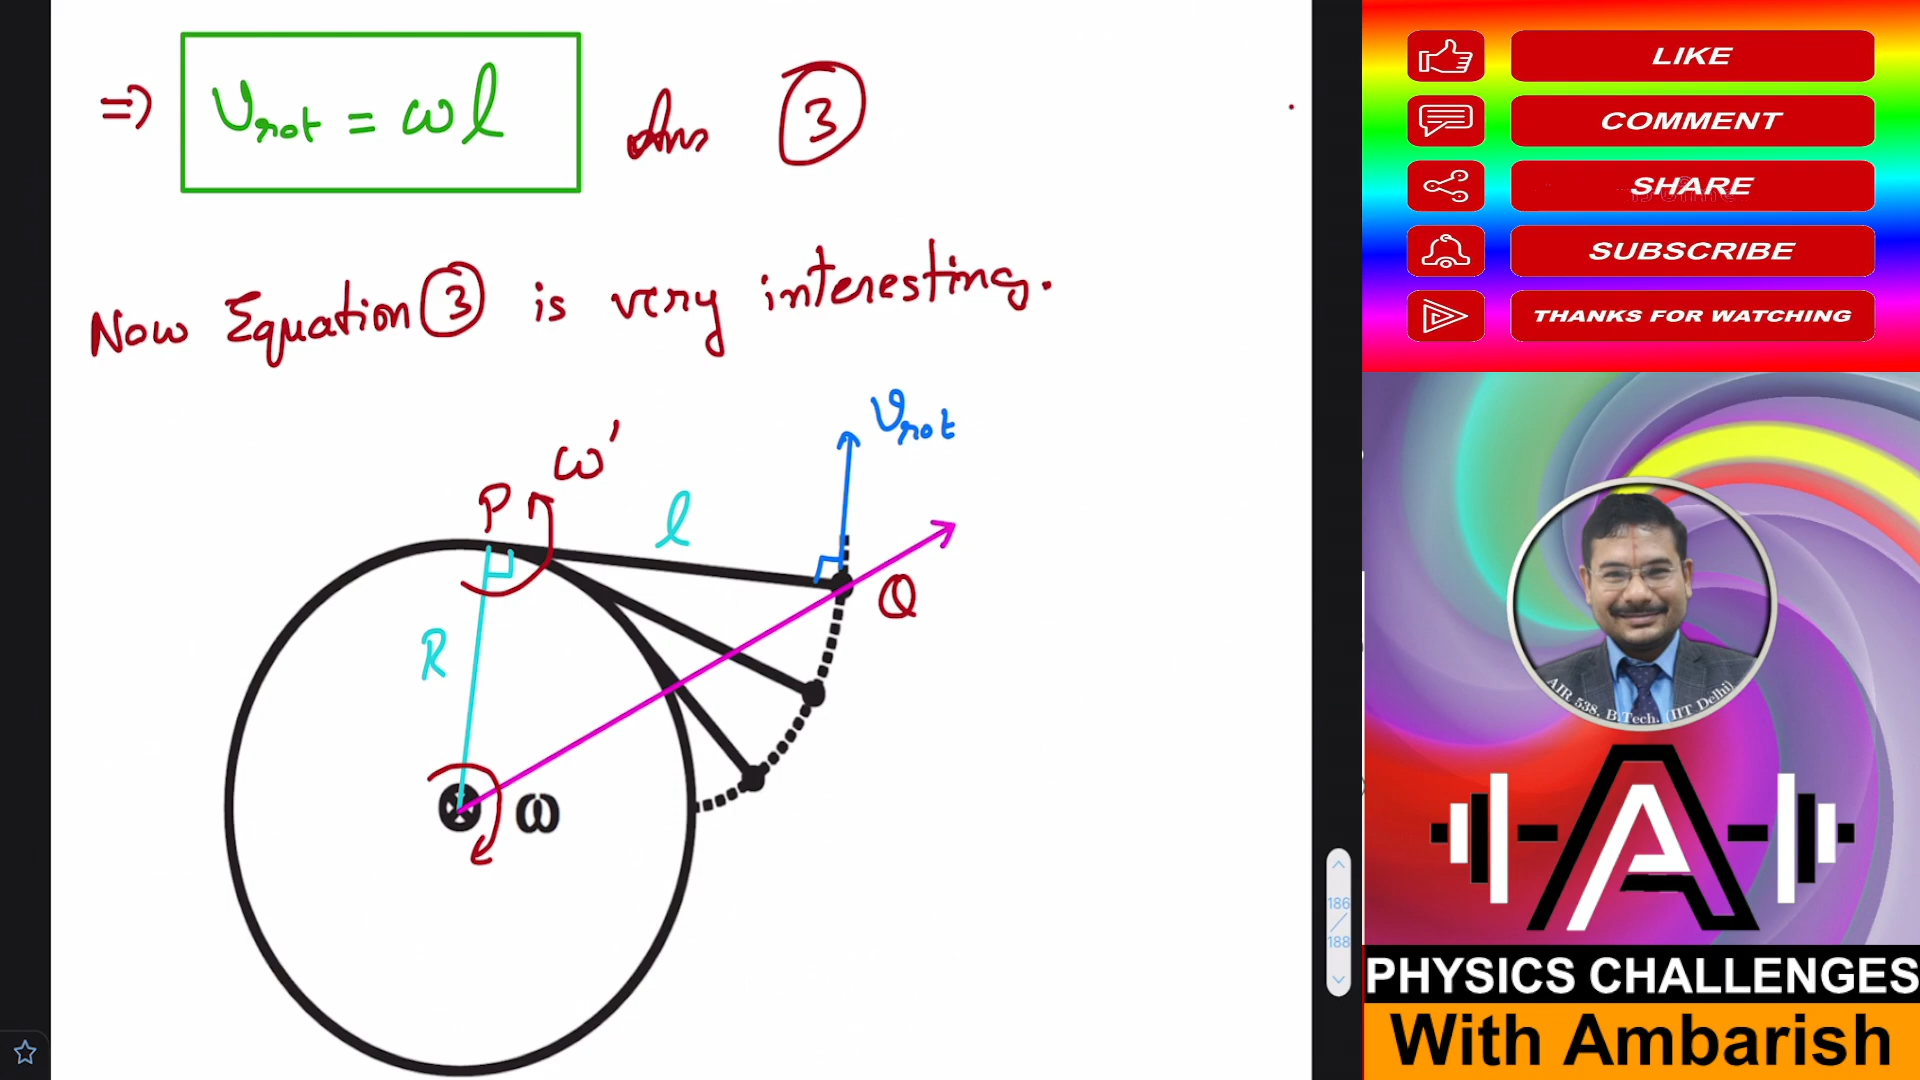 => v_rot = ωl Ans ③
Now Equation ③ is very interesting.
v_rot
ω'
P
l
Q
R
ω
LIKE
COMMENT
SHARE
SUBSCRIBE
THANKS FOR WATCHING
186
188
AIR 538, B.Tech. (IIT Delhi)
A
PHYSICS CHALLENGES
With Ambarish